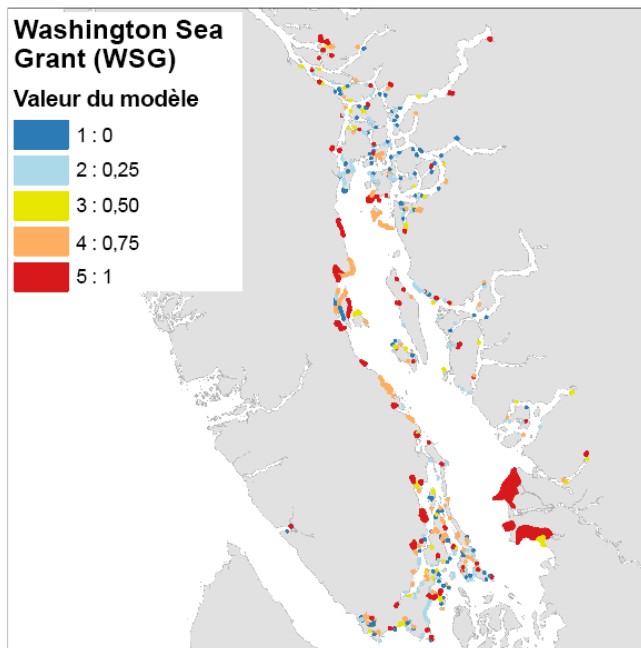 Washington Sea
Grant (WSG)
Valeur du modèle
1 : 0
2 : 0,25
3 : 0,50
4 : 0,75
5 : 1